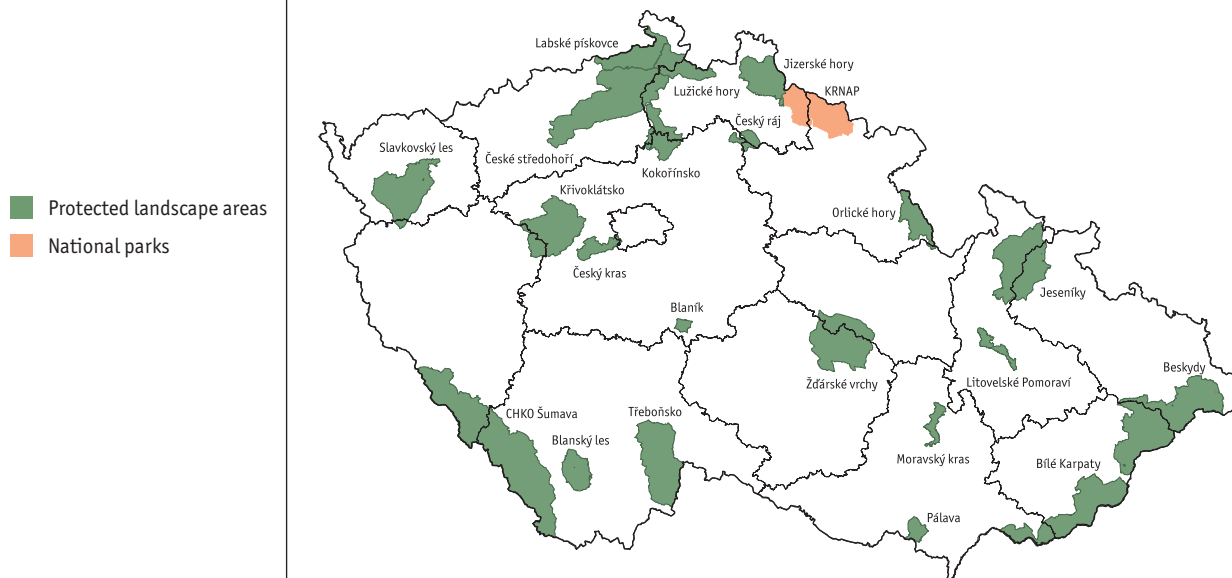 Protected landscape areas
National parks
Labské pískovce
Jizerské hory
Lužické hory
KRNAP
Český ráj
Slavkovský les
České středohoří
Kokořínsko
Křivoklátsko
Orlické hory
Český kras
Jeseníky
Blaník
Žďárské vrchy
Litovelské Pomoraví
Beskydy
CHKO Šumava
Třeboňsko
Blanský les
Moravský kras
Bílé Karpaty
Pálava